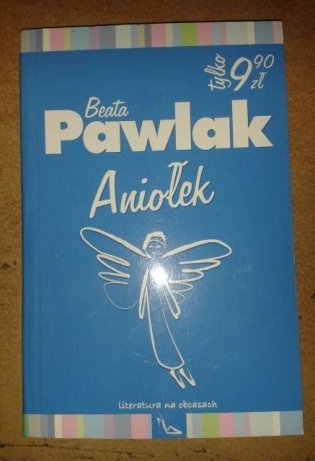 tylko 9 90 zł
Beata
Pawlak
Aniołek
literatura na obcasach